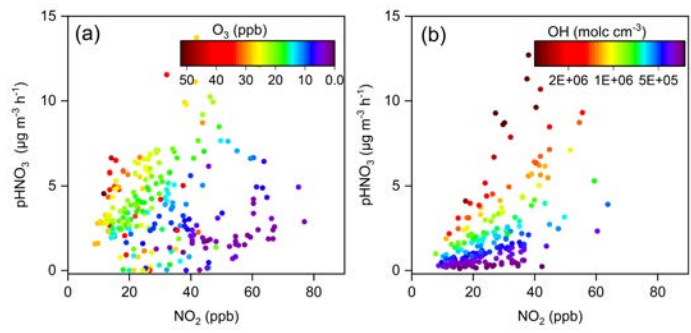 (a)
O₃ (ppb)
50 40 30 20 10 0.0
15
10
5
0
pHNO₃ (μg m⁻³ h⁻¹)
0 20 40 60 80
NO₂ (ppb)
(b)
OH (molc cm⁻³)
2E+06 1E+06 5E+05
15
10
5
0
pHNO₃ (μg m⁻³ h⁻¹)
0 20 40 60 80
NO₂ (ppb)